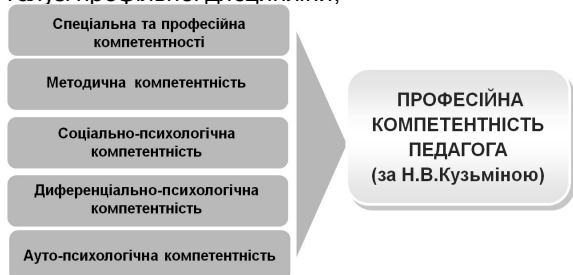 Спеціальна та професійна
компетентності
Методична компетентність
Соціально-психологічна
компетентність
Диференціально-психологічна
компетентність
Ауто-психологічна компетентність
ПРОФЕСІЙНА
КОМПЕТЕНТНІСТЬ
ПЕДАГОГА
(за Н.В.Кузьміною)